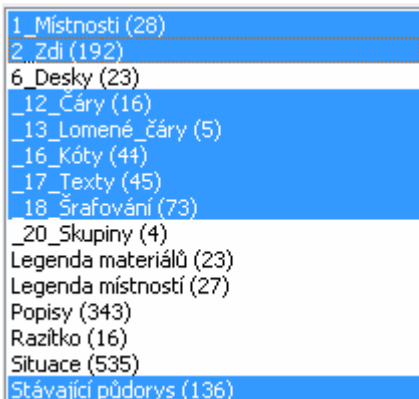 1_Místnosti (28)
2_Zdi (192)
6_Desky (23)
_12_Čáry (16)
_13_Lomené_čáry (5)
_16_Kóty (44)
_17_Texty (45)
_18_Šrafování (73)
_20_Skupiny (4)
Legenda materiálů (23)
Legenda místností (27)
Popisy (343)
Razítko (16)
Situace (535)
Stávající půdorys (136)